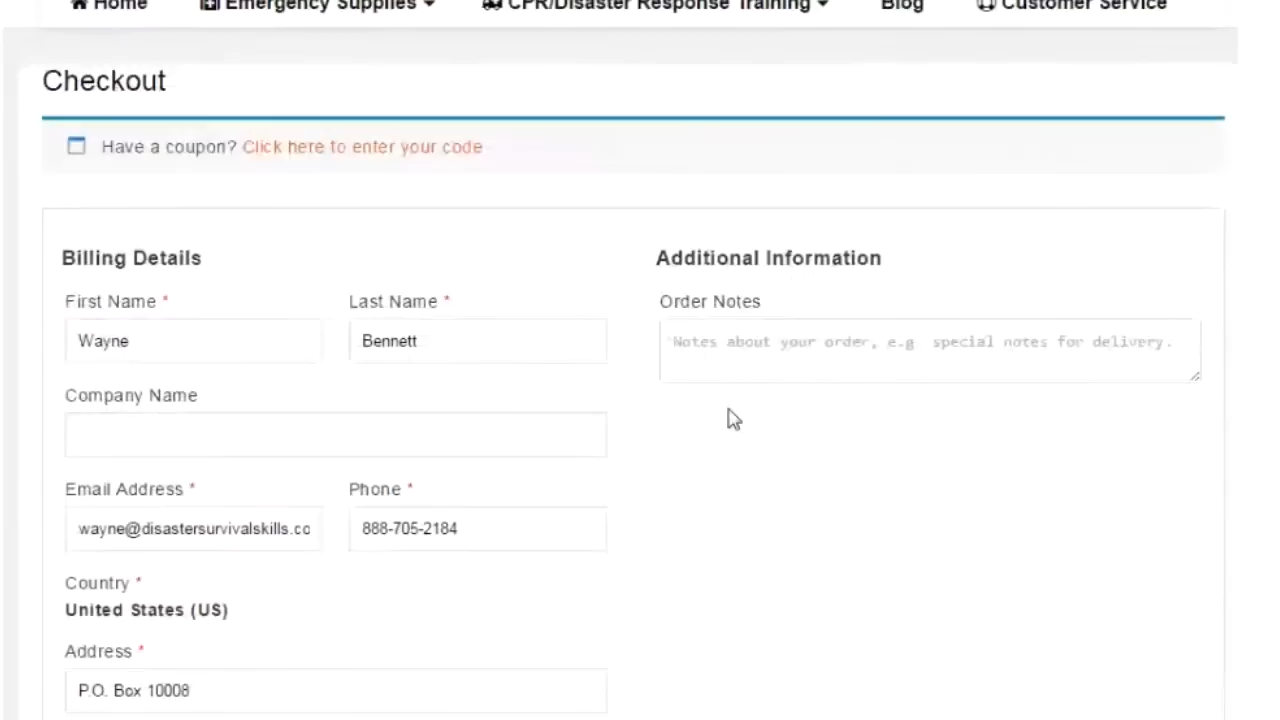 Home Emergency Supplies CPR/Disaster Response Training Blog Customer Service
Checkout
Have a coupon? Click here to enter your code
Billing Details
Additional Information
First Name * Last Name *
Order Notes
Wayne Bennett
Notes about your order, e.g. special notes for delivery.
Company Name
Email Address * Phone *
wayne@disastersurvivalskills.co 888-705-2184
Country *
United States (US)
Address *
P.O. Box 10008